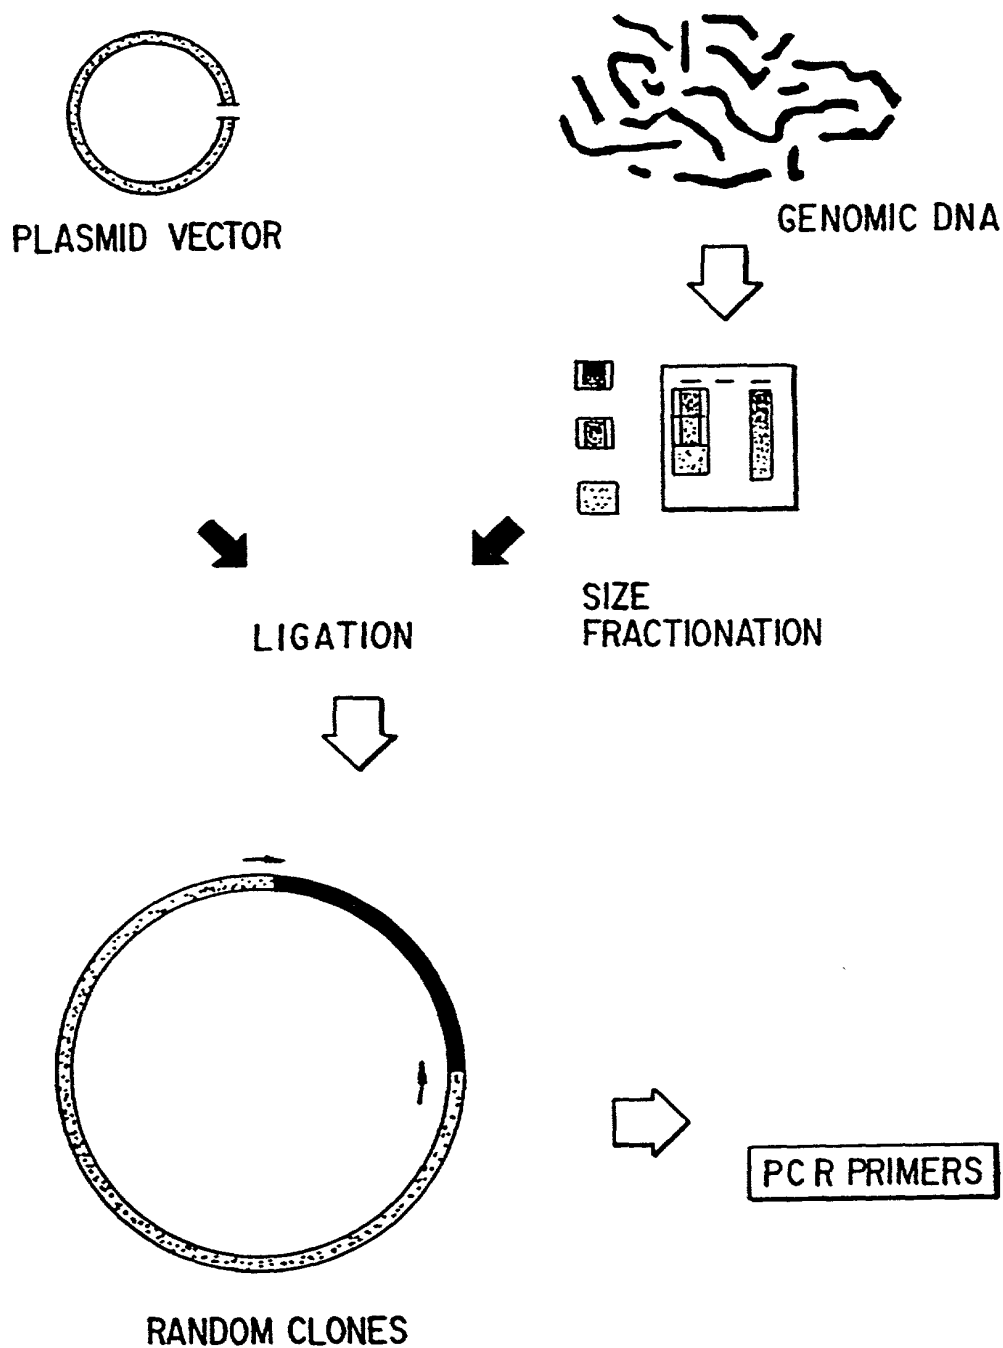 PLASMID VECTOR
GENOMIC DNA
SIZE
FRACTIONATION
LIGATION
PCR PRIMERS
RANDOM CLONES